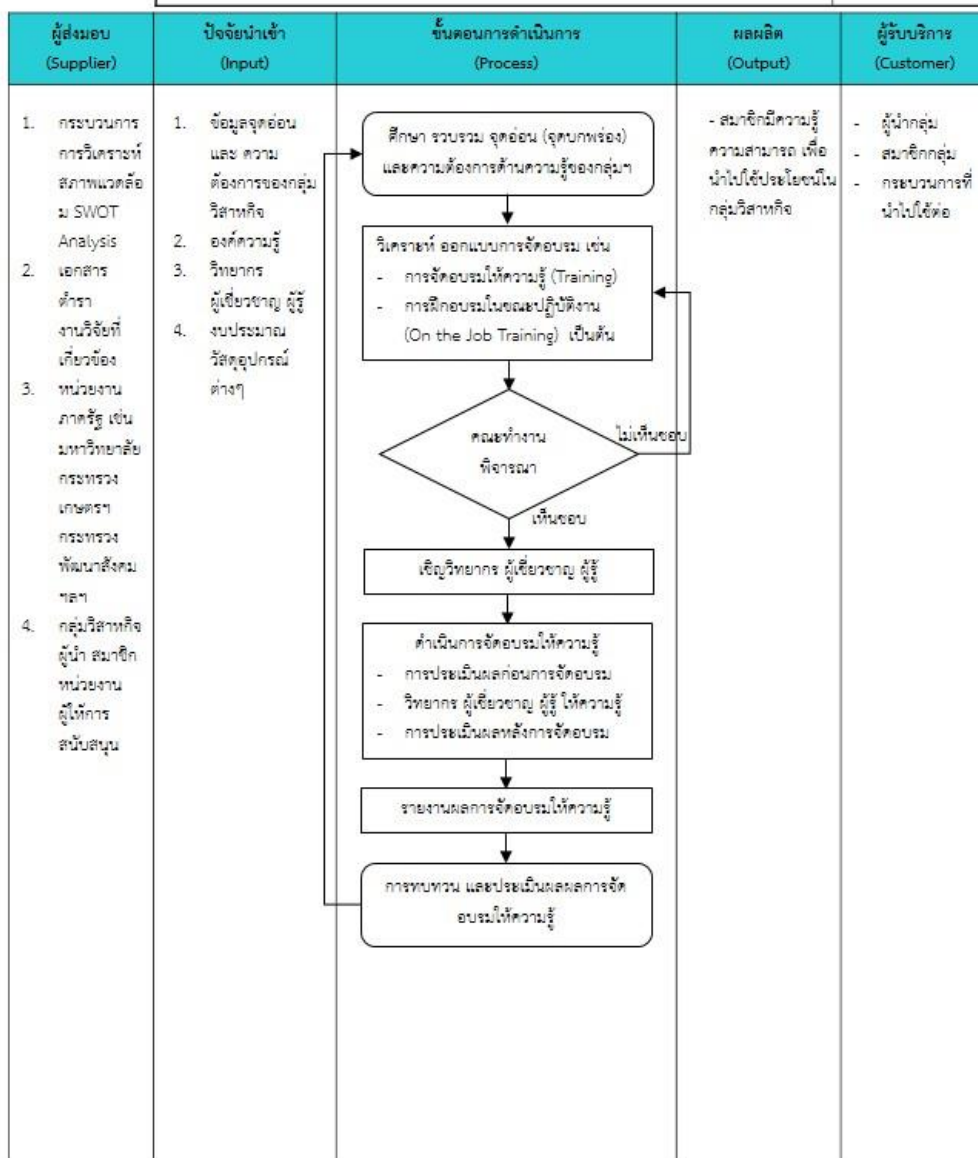 ผู้ส่งมอบ
(Supplier)
ปัจจัยนำเข้า
(Input)
ขั้นตอนการดำเนินการ
(Process)
ผลผลิต
(Output)
ผู้รับบริการ
(Customer)
1. กระบวนการ
การวิเคราะห์
สภาพแวดล้อ
ม SWOT
Analysis
2. เอกสาร
ตำรา
งานวิจัยที่
เกี่ยวข้อง
3. หน่วยงาน
ภาครัฐ เช่น
มหาวิทยาลัย
กระทรวง
เกษตรฯ
กระทรวง
พัฒนาสังคม
ฯลฯ
4. กลุ่มวิสาหกิจ
ผู้นำ สมาชิก
หน่วยงาน
ผู้ให้การ
สนับสนุน
1. ข้อมูลจุดอ่อน
และ ความ
ต้องการของกลุ่ม
วิสาหกิจ
2. องค์ความรู้
3. วิทยากร
ผู้เชี่ยวชาญ ผู้รู้
4. งบประมาณ
วัสดุอุปกรณ์
ต่างๆ
ศึกษา รวบรวม จุดอ่อน (จุดบกพร่อง)
และความต้องการด้านความรู้ของกลุ่มฯ
วิเคราะห์ ออกแบบการจัดอบรม เช่น
- การจัดอบรมให้ความรู้ (Training)
- การฝึกอบรมในขณะปฏิบัติงาน
(On the Job Training) เป็นต้น
คณะทำงาน
พิจารณา
ไม่เห็นชอบ
เห็นชอบ
เชิญวิทยากร ผู้เชี่ยวชาญ ผู้รู้
ดำเนินการจัดอบรมให้ความรู้
- การประเมินผลก่อนการจัดอบรม
- วิทยากร ผู้เชี่ยวชาญ ผู้รู้ ให้ความรู้
- การประเมินผลหลังการจัดอบรม
รายงานผลการจัดอบรมให้ความรู้
การทบทวน และประเมินผลผลการจัด
อบรมให้ความรู้
- สมาชิกมีความรู้
ความสามารถ เพื่อ
นำไปใช้ประโยชน์ใน
กลุ่มวิสาหกิจ
- ผู้นำกลุ่ม
- สมาชิกกลุ่ม
- กระบวนการที่
นำไปใช้ต่อ